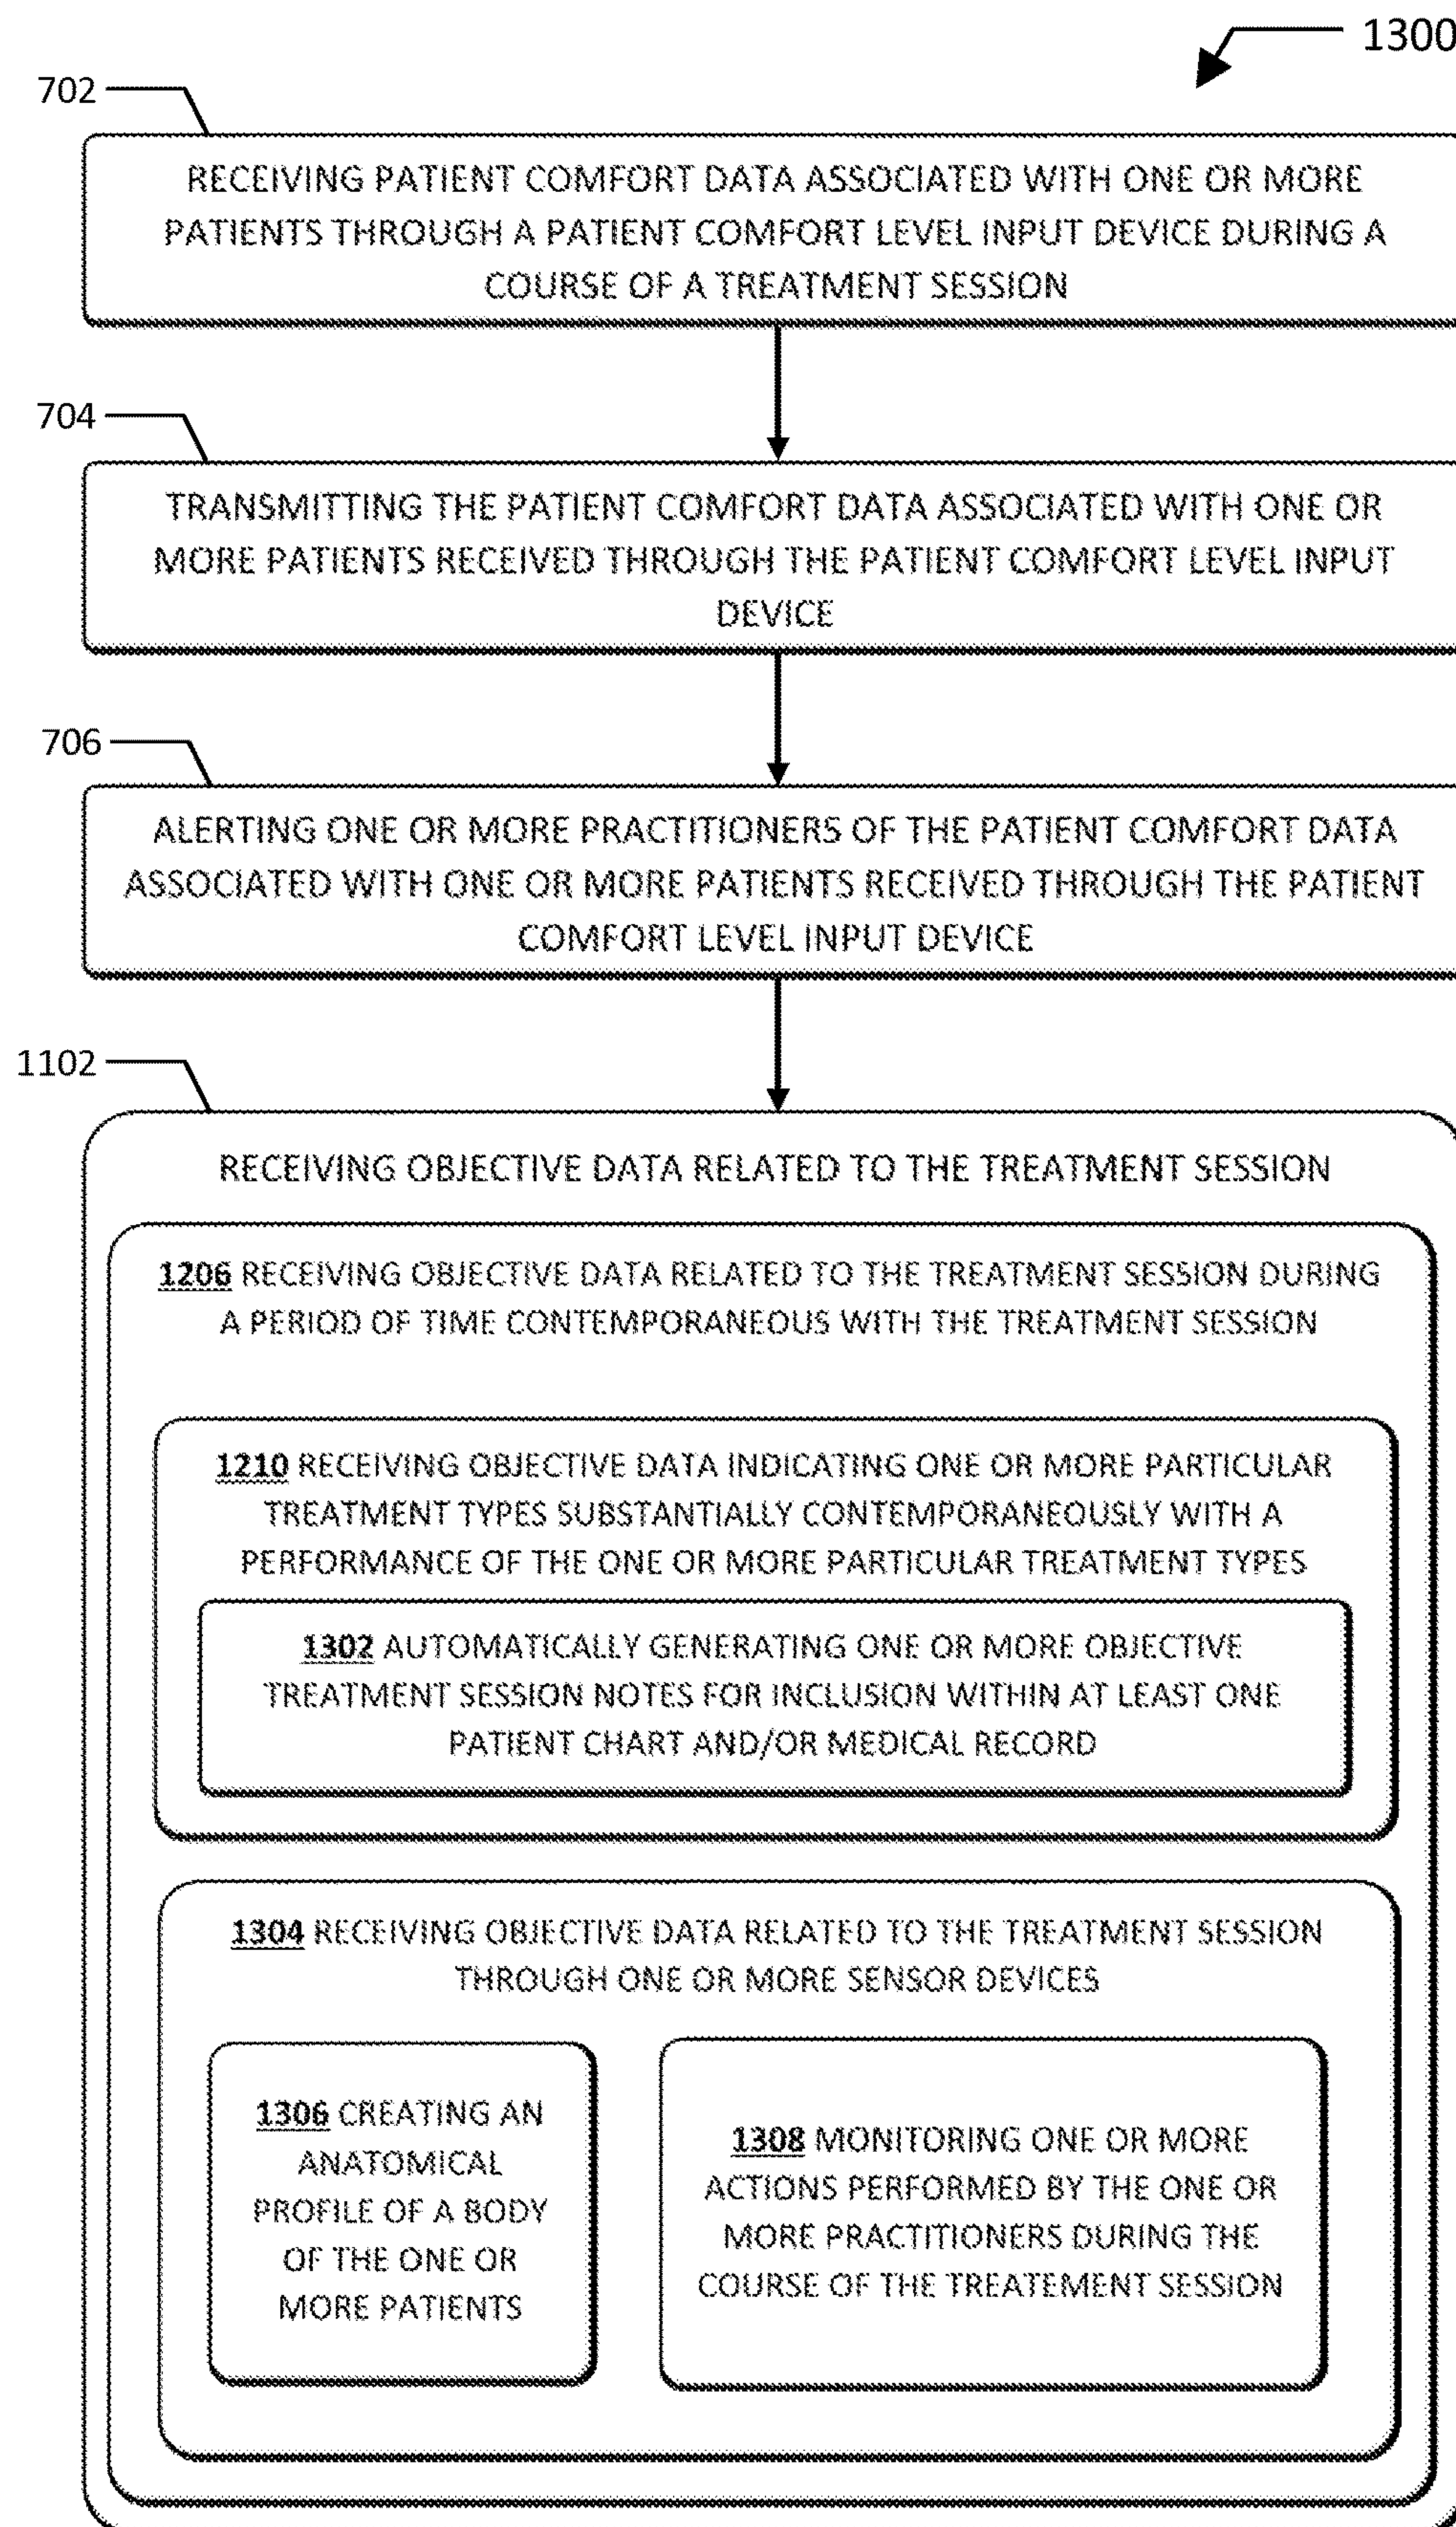 1300
702
RECEIVING PATIENT COMFORT DATA ASSOCIATED WITH ONE OR MORE
PATIENTS THROUGH A PATIENT COMFORT LEVEL INPUT DEVICE DURING A
COURSE OF A TREATMENT SESSION
704
TRANSMITTING THE PATIENT COMFORT DATA ASSOCIATED WITH ONE OR
MORE PATIENTS RECEIVED THROUGH THE PATIENT COMFORT LEVEL INPUT
DEVICE
706
ALERTING ONE OR MORE PRACTITIONERS OF THE PATIENT COMFORT DATA
ASSOCIATED WITH ONE OR MORE PATIENTS RECEIVED THROUGH THE PATIENT
COMFORT LEVEL INPUT DEVICE
1102
RECEIVING OBJECTIVE DATA RELATED TO THE TREATMENT SESSION
1206 RECEIVING OBJECTIVE DATA RELATED TO THE TREATMENT SESSION DURING
A PERIOD OF TIME CONTEMPORANEOUS WITH THE TREATMENT SESSION
1210 RECEIVING OBJECTIVE DATA INDICATING ONE OR MORE PARTICULAR
TREATMENT TYPES SUBSTANTIALLY CONTEMPORANEOUSLY WITH A
PERFORMANCE OF THE ONE OR MORE PARTICULAR TREATMENT TYPES
1302 AUTOMATICALLY GENERATING ONE OR MORE OBJECTIVE
TREATMENT SESSION NOTES FOR INCLUSION WITHIN AT LEAST ONE
PATIENT CHART AND/OR MEDICAL RECORD
1304 RECEIVING OBJECTIVE DATA RELATED TO THE TREATMENT SESSION
THROUGH ONE OR MORE SENSOR DEVICES
1306 CREATING AN
ANATOMICAL
PROFILE OF A BODY
OF THE ONE OR
MORE PATIENTS
1308 MONITORING ONE OR MORE
ACTIONS PERFORMED BY THE ONE OR
MORE PRACTITIONERS DURING THE
COURSE OF THE TREATEMENT SESSION